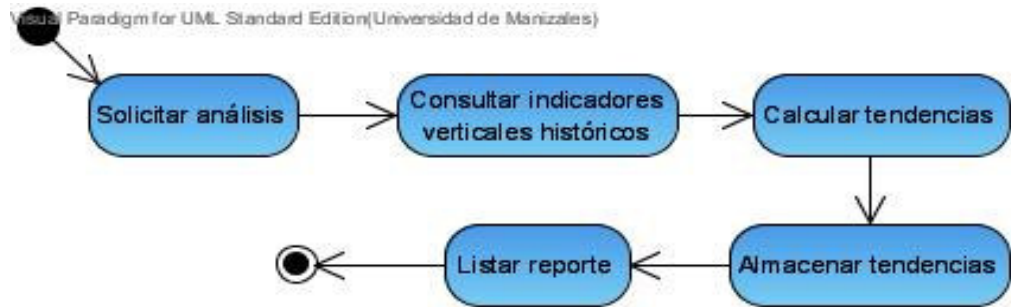 Visual Paradigm for UML Standard Edition(Universidad de Manizales)
Solicitar análisis
Consultar indicadores
verticales históricos
Calcular tendencias
Almacenar tendencias
Listar reporte